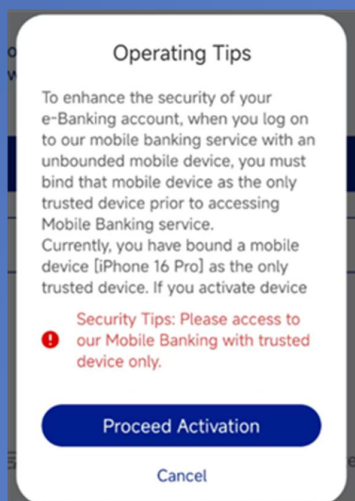 Operating Tips
To enhance the security of your
e-Banking account, when you log on
to our mobile banking service with an
unbounded mobile device, you must
bind that mobile device as the only
trusted device prior to accessing
Mobile Banking service.
Currently, you have bound a mobile
device [iPhone 16 Pro] as the only
trusted device. If you activate device
Security Tips: Please access to
our Mobile Banking with trusted
device only.
Proceed Activation
Cancel